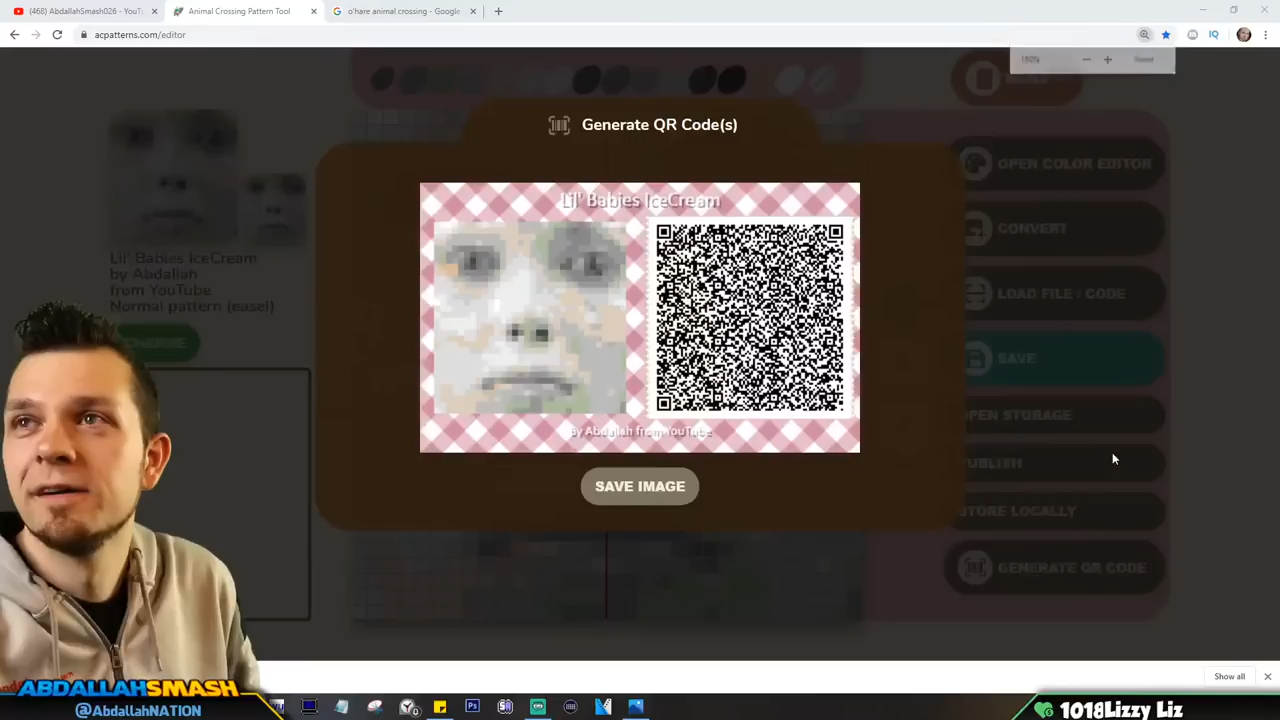 (468) AbdallahSmash026 - YouTu
Animal Crossing Pattern Tool
o'hare animal crossing - Google
acpatterns.com/editor
IQ
Generate QR Code(s)
OPEN COLOR EDITOR
Lil' Babies IceCream
CONVERT
Lil' Babies IceCream
by Abdallah
from YouTube
Normal pattern (easel)
LOAD FILE / CODE
SAVE
OPEN STORAGE
By Abdallah from YouTube
PUBLISH
SAVE IMAGE
STORE LOCALLY
GENERATE QR CODE
Show all
ABDALLAHSMASH
@AbdallahNATION
1018Lizzy Liz